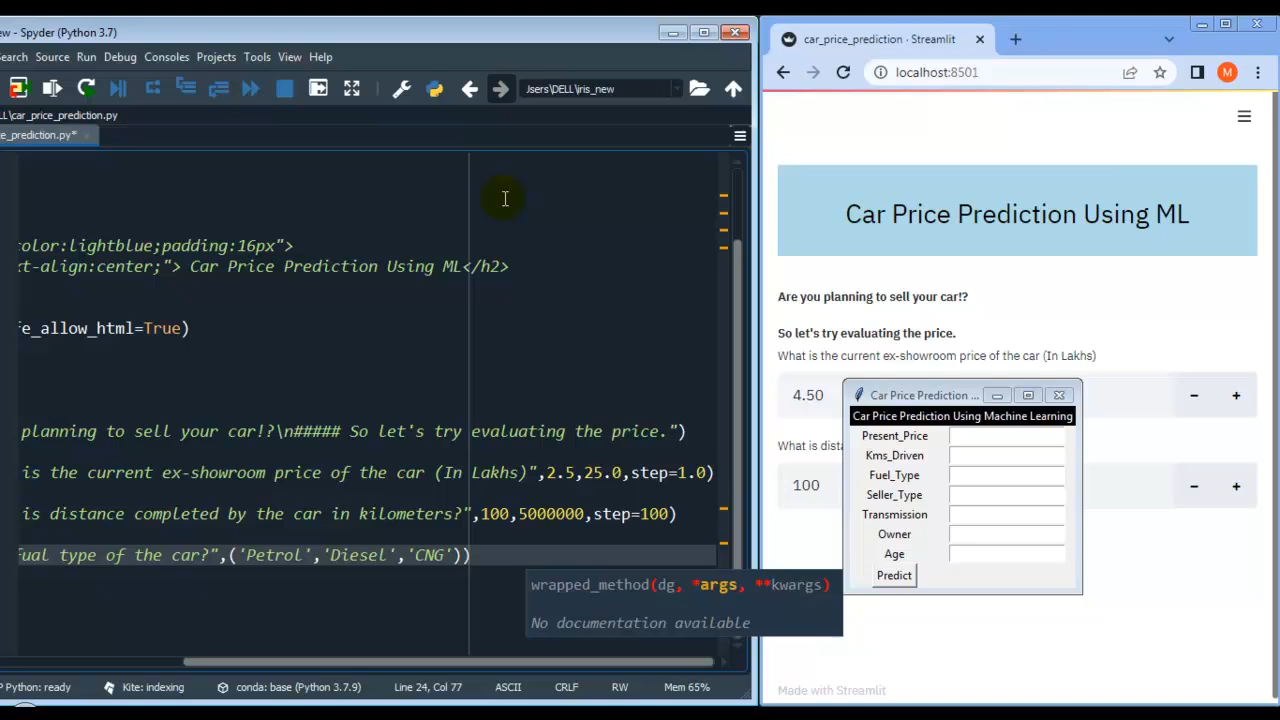 ew - Spyder (Python 3.7)
Search Source Run Debug Consoles Projects Tools View Help
Jsers\DELL\iris_new
LL\car_price_prediction.py
e_prediction.py*
color:lightblue;padding:16px">
xt-align:center;"> Car Price Prediction Using ML</h2>
fe_allow_html=True)
planning to sell your car!?\n##### So let's try evaluating the price.")
is the current ex-showroom price of the car (In Lakhs)",2.5,25.0,step=1.0)
is distance completed by the car in kilometers?",100,5000000,step=100)
Fual type of the car?",('Petrol','Diesel','CNG'))
wrapped_method(dg, *args, **kwargs)
No documentation available
P Python: ready
Kite: indexing
conda: base (Python 3.7.9)
Line 24, Col 77
ASCII
CRLF
RW
Mem 65%
car_price_prediction · Streamlit
localhost:8501
M
Car Price Prediction Using ML
Are you planning to sell your car!?
So let's try evaluating the price.
What is the current ex-showroom price of the car (In Lakhs)
4.50
- +
What is dista
100
- +
Car Price Prediction ...
Car Price Prediction Using Machine Learning
Present_Price
Kms_Driven
Fuel_Type
Seller_Type
Transmission
Owner
Age
Predict
Made with Streamlit